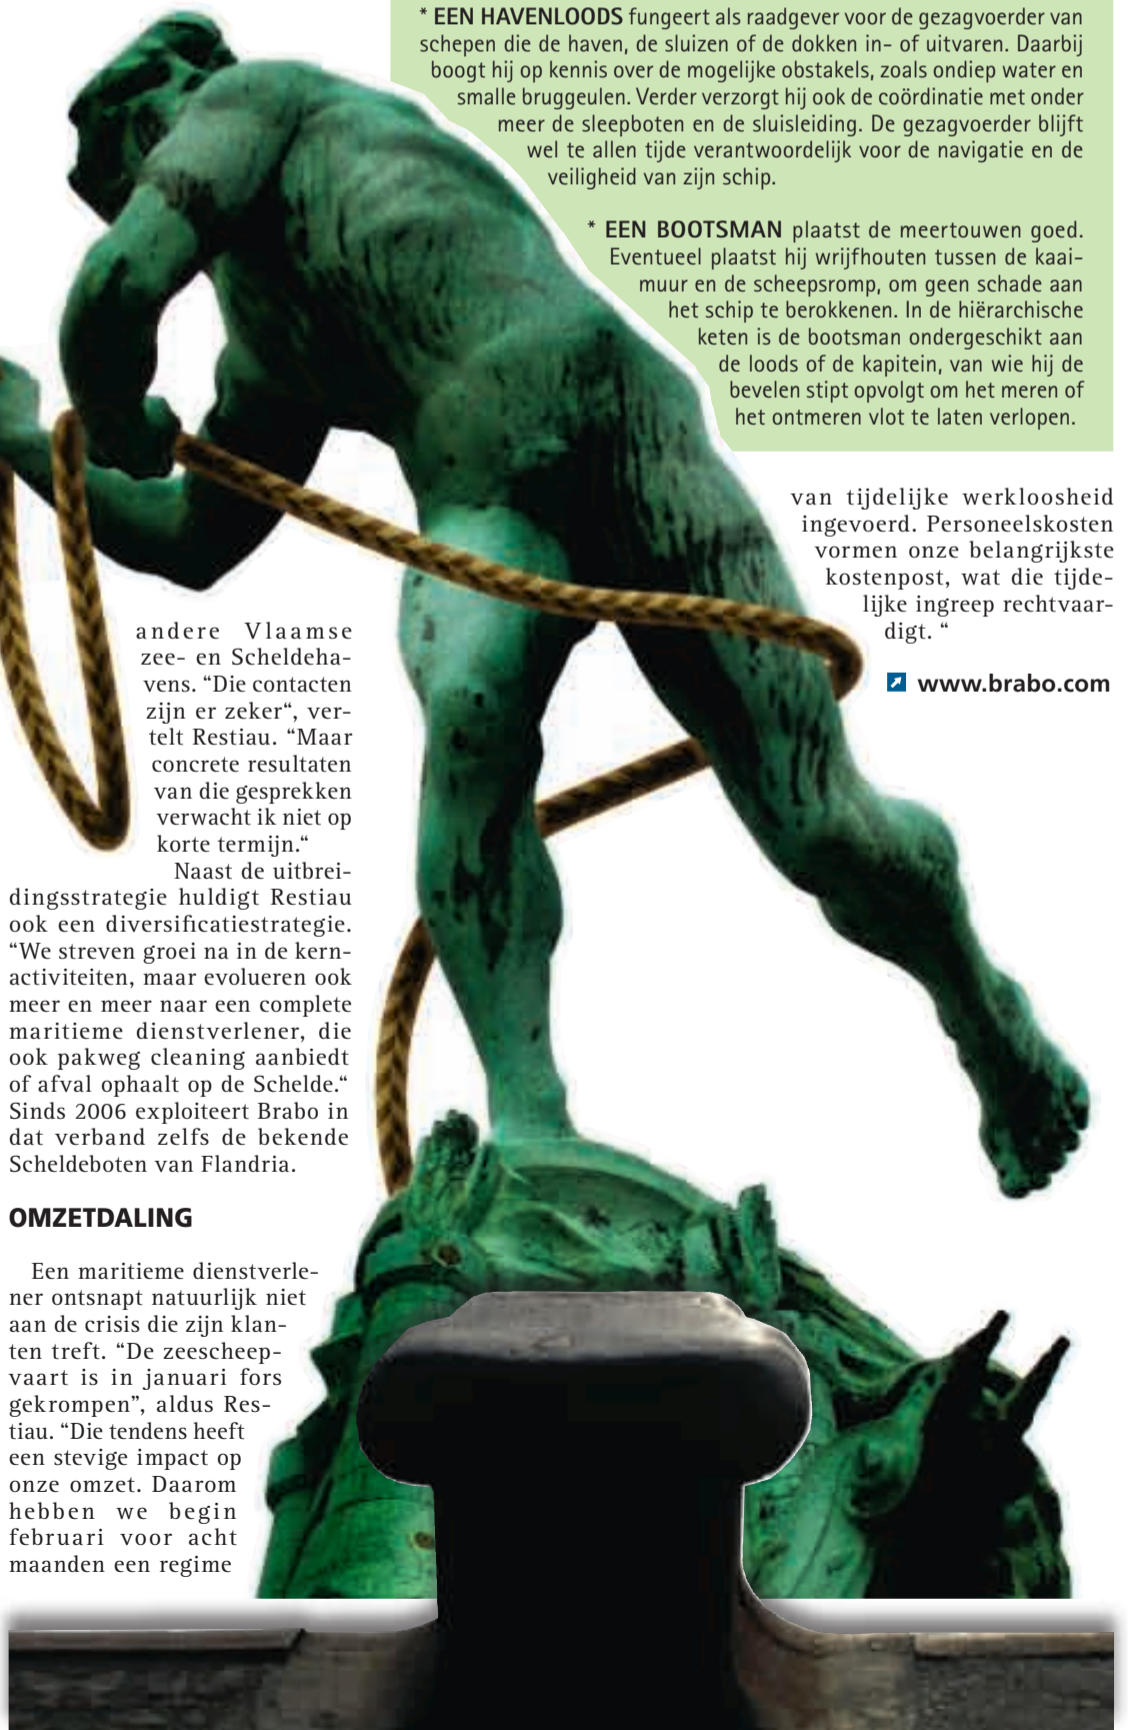 * EEN HAVENLOODS fungeert als raadgever voor de gezagvoerder van
schepen die de haven, de sluizen of de dokken in- of uitvaren. Daarbij
boogt hij op kennis over de mogelijke obstakels, zoals ondiep water en
smalle bruggeulen. Verder verzorgt hij ook de coördinatie met onder
meer de sleepboten en de sluisleiding. De gezagvoerder blijft
wel te allen tijde verantwoordelijk voor de navigatie en de
veiligheid van zijn schip.
* EEN BOOTSMAN plaatst de meertouwen goed.
Eventueel plaatst hij wrijfhouten tussen de kaai-
muur en de scheepsromp, om geen schade aan
het schip te berokkenen. In de hiërarchische
keten is de bootsman ondergeschikt aan
de loods of de kapitein, van wie hij de
bevelen stipt opvolgt om het meren of
het ontmeren vlot te laten verlopen.
andere Vlaamse
zee- en Scheldeha-
vens. “Die contacten
zijn er zeker“, ver-
telt Restiau. “Maar
concrete resultaten
van die gesprekken
verwacht ik niet op
korte termijn.“
Naast de uitbrei-
dingsstrategie huldigt Restiau
ook een diversificatiestrategie.
“We streven groei na in de kern-
activiteiten, maar evolueren ook
meer en meer naar een complete
maritieme dienstverlener, die
ook pakweg cleaning aanbiedt
of afval ophaalt op de Schelde.“
Sinds 2006 exploiteert Brabo in
dat verband zelfs de bekende
Scheldeboten van Flandria.
OMZETDALING
Een maritieme dienstverle-
ner ontsnapt natuurlijk niet
aan de crisis die zijn klan-
ten treft. “De zeescheep-
vaart is in januari fors
gekrompen”, aldus Res-
tiau. “Die tendens heeft
een stevige impact op
onze omzet. Daarom
hebben we begin
februari voor acht
maanden een regime
van tijdelijke werkloosheid
ingevoerd. Personeelskosten
vormen onze belangrijkste
kostenpost, wat die tijde-
lijke ingreep rechtvaar-
digt. “
www.brabo.com